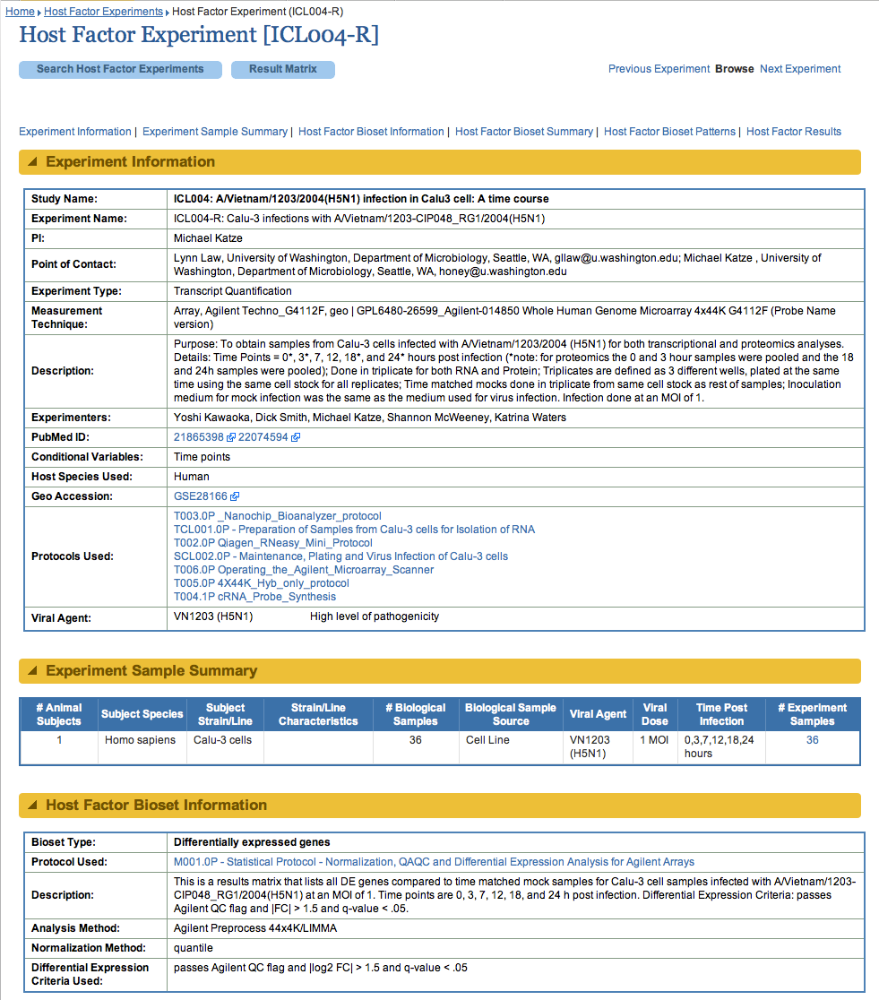 Home ▸ Host Factor Experiments ▸ Host Factor Experiment (ICL004-R)
Host Factor Experiment [ICL004-R]
Search Host Factor Experiments Result Matrix Previous Experiment Browse Next Experiment
Experiment Information | Experiment Sample Summary | Host Factor Bioset Information | Host Factor Bioset Summary | Host Factor Bioset Patterns | Host Factor Results
Experiment Information
Study Name: ICL004: A/Vietnam/1203/2004(H5N1) infection in Calu3 cell: A time course
Experiment Name: ICL004-R: Calu-3 infections with A/Vietnam/1203-CIP048_RG1/2004(H5N1)
PI: Michael Katze
Point of Contact: Lynn Law, University of Washington, Department of Microbiology, Seattle, WA, gllaw@u.washington.edu; Michael Katze , University of
Washington, Department of Microbiology, Seattle, WA, honey@u.washington.edu
Experiment Type: Transcript Quantification
Measurement Technique: Array, Agilent Techno_G4112F, geo | GPL6480-26599_Agilent-014850 Whole Human Genome Microarray 4x44K G4112F (Probe Name
version)
Description: Purpose: To obtain samples from Calu-3 cells infected with A/Vietnam/1203/2004 (H5N1) for both transcriptional and proteomics analyses.
Details: Time Points = 0*, 3*, 7, 12, 18*, and 24* hours post infection (*note: for proteomics the 0 and 3 hour samples were pooled and the 18
and 24h samples were pooled); Done in triplicate for both RNA and Protein; Triplicates are defined as 3 different wells, plated at the same
time using the same cell stock for all replicates; Time matched mocks done in triplicate from same cell stock as rest of samples; Inoculation
medium for mock infection was the same as the medium used for virus infection. Infection done at an MOI of 1.
Experimenters: Yoshi Kawaoka, Dick Smith, Michael Katze, Shannon McWeeney, Katrina Waters
PubMed ID: 21865398 22074594
Conditional Variables: Time points
Host Species Used: Human
Geo Accession: GSE28166
Protocols Used: T003.0P _Nanochip_Bioanalyzer_protocol
TCL001.0P - Preparation of Samples from Calu-3 cells for Isolation of RNA
T002.0P Qiagen_RNeasy_Mini_Protocol
SCL002.0P - Maintenance, Plating and Virus Infection of Calu-3 cells
T006.0P Operating_the_Agilent_Microarray_Scanner
T005.0P 4X44K_Hyb_only_protocol
T004.1P cRNA_Probe_Synthesis
Viral Agent: VN1203 (H5N1) High level of pathogenicity
Experiment Sample Summary
# Animal Subjects Subject Species Subject Strain/Line Strain/Line Characteristics # Biological Samples Biological Sample Source Viral Agent Viral Dose Time Post Infection # Experiment Samples
1 Homo sapiens Calu-3 cells 36 Cell Line VN1203 (H5N1) 1 MOI 0,3,7,12,18,24 hours 36
Host Factor Bioset Information
Bioset Type: Differentially expressed genes
Protocol Used: M001.0P - Statistical Protocol - Normalization, QAQC and Differential Expression Analysis for Agilent Arrays
Description: This is a results matrix that lists all DE genes compared to time matched mock samples for Calu-3 cell samples infected with A/Vietnam/1203-
CIP048_RG1/2004(H5N1) at an MOI of 1. Time points are 0, 3, 7, 12, 18, and 24 h post infection. Differential Expression Criteria: passes
Agilent QC flag and |FC| > 1.5 and q-value < .05.
Analysis Method: Agilent Preprocess 44x4K/LIMMA
Normalization Method: quantile
Differential Expression Criteria Used: passes Agilent QC flag and |log2 FC| > 1.5 and q-value < .05